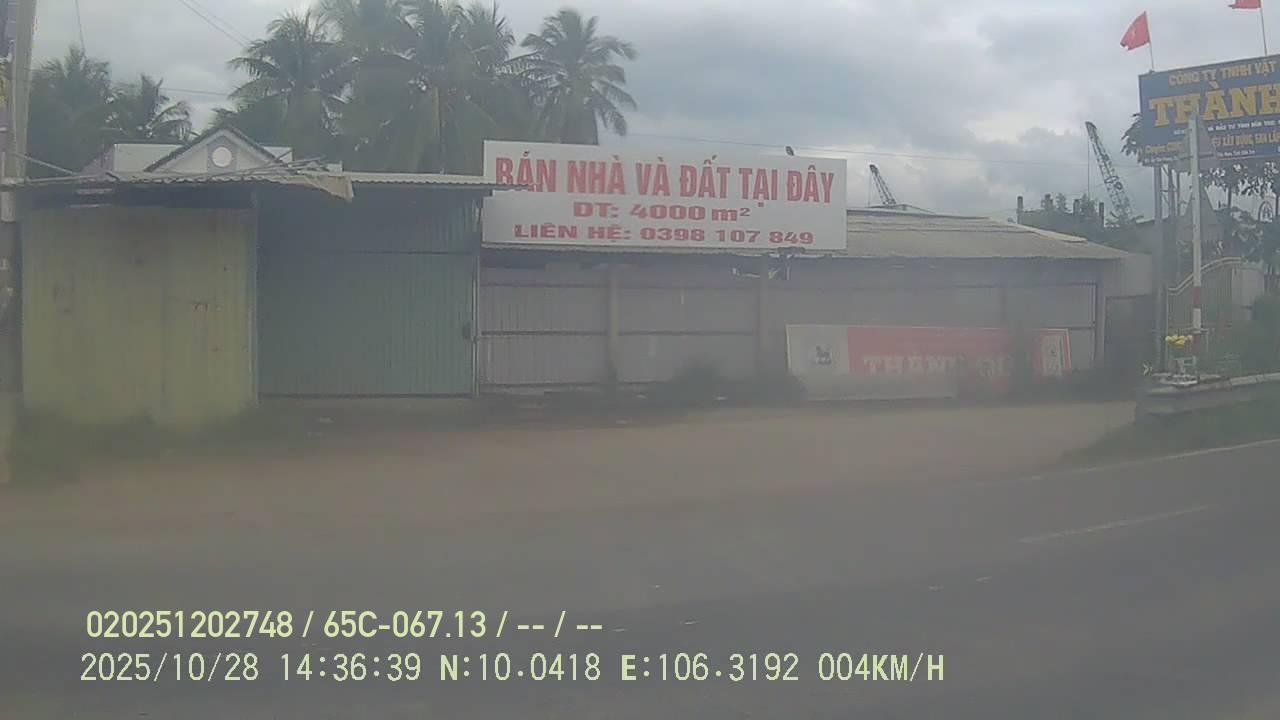 BÁN NHÀ VÀ ĐẤT TẠI ĐÂY
DT: 4000 m²
LIÊN HỆ: 0398 107 849
CÔNG TY TNHH VẬT
THÀNH
THÀNH
020251202748 / 65C-067.13 / -- / --
2025/10/28 14:36:39 N:10.0418 E:106.3192 004KM/H